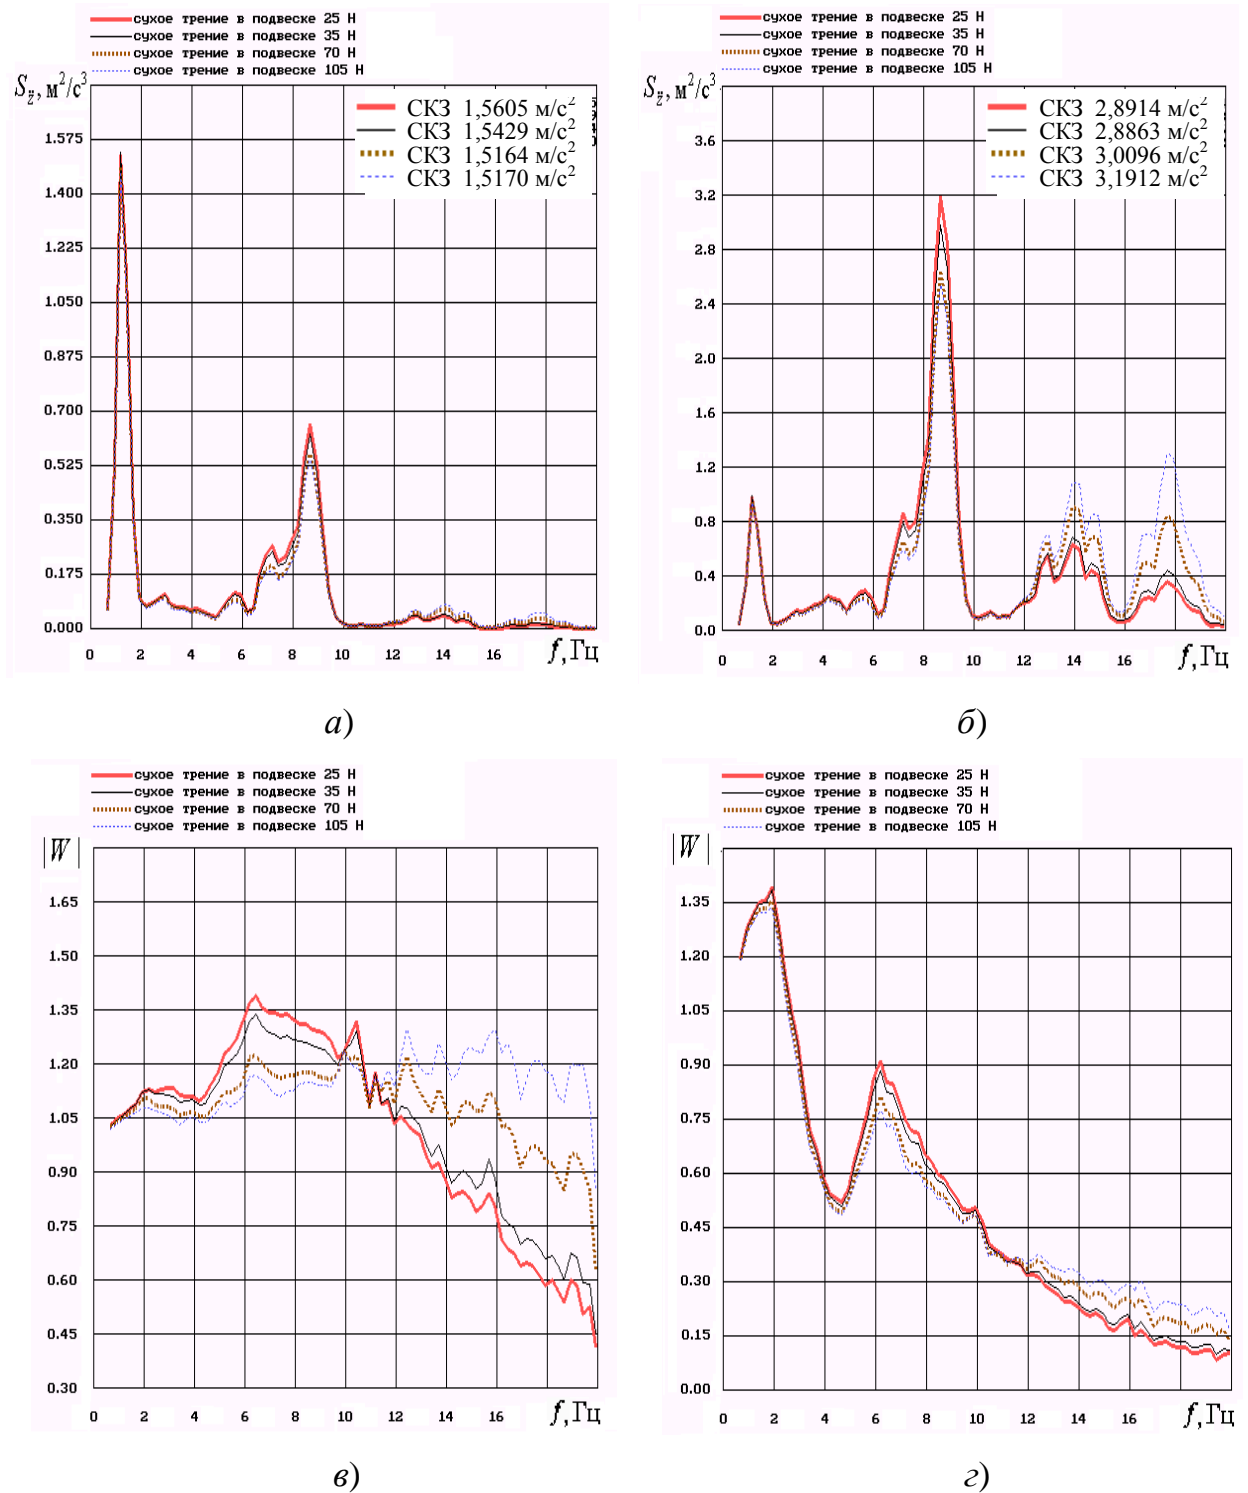 сухое трение в подвеске 25 Н
сухое трение в подвеске 35 Н
сухое трение в подвеске 70 Н
сухое трение в подвеске 105 Н
S_z̈, м²/с³
СКЗ 1,5605 м/с²
СКЗ 1,5429 м/с²
СКЗ 1,5164 м/с²
СКЗ 1,5170 м/с²
1.575
1.400
1.225
1.050
0.875
0.700
0.525
0.350
0.175
0.000
0 2 4 6 8 10 12 14 16 f, Гц
а)
сухое трение в подвеске 25 Н
сухое трение в подвеске 35 Н
сухое трение в подвеске 70 Н
сухое трение в подвеске 105 Н
S_z̈, м²/с³
СКЗ 2,8914 м/с²
СКЗ 2,8863 м/с²
СКЗ 3,0096 м/с²
СКЗ 3,1912 м/с²
3.6
3.2
2.8
2.4
2.0
1.6
1.2
0.8
0.4
0.0
0 2 4 6 8 10 12 14 16 f, Гц
б)
сухое трение в подвеске 25 Н
сухое трение в подвеске 35 Н
сухое трение в подвеске 70 Н
сухое трение в подвеске 105 Н
|W|
1.65
1.50
1.35
1.20
1.05
0.90
0.75
0.60
0.45
0.30
0 2 4 6 8 10 12 14 16 f, Гц
в)
сухое трение в подвеске 25 Н
сухое трение в подвеске 35 Н
сухое трение в подвеске 70 Н
сухое трение в подвеске 105 Н
|W|
1.35
1.20
1.05
0.90
0.75
0.60
0.45
0.30
0.15
0.00
0 2 4 6 8 10 12 14 16 f, Гц
г)